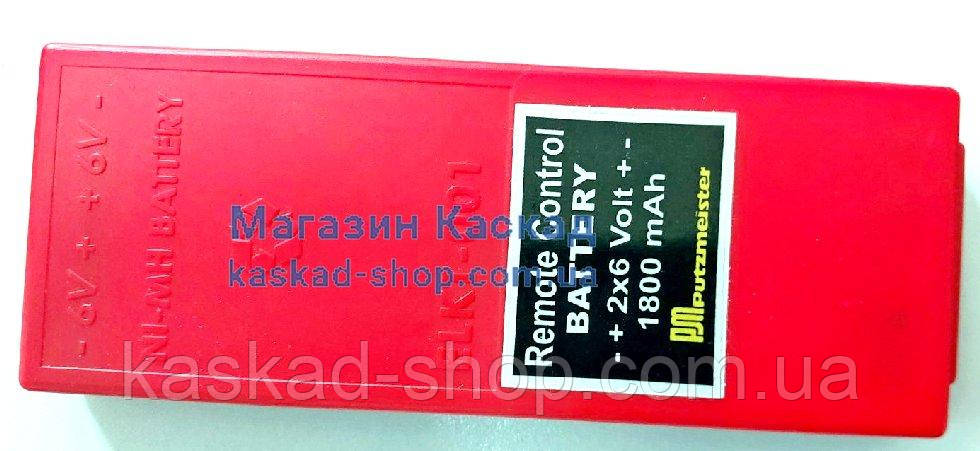 - 6V + + 6V -
NI-MH BATTERY
Remote Control
BATTERY
- + 2x6 Volt + -
1800 mAh
PM Putzmeister
Магазин Каскад
kaskad-shop.com.ua
kaskad-shop.com.ua